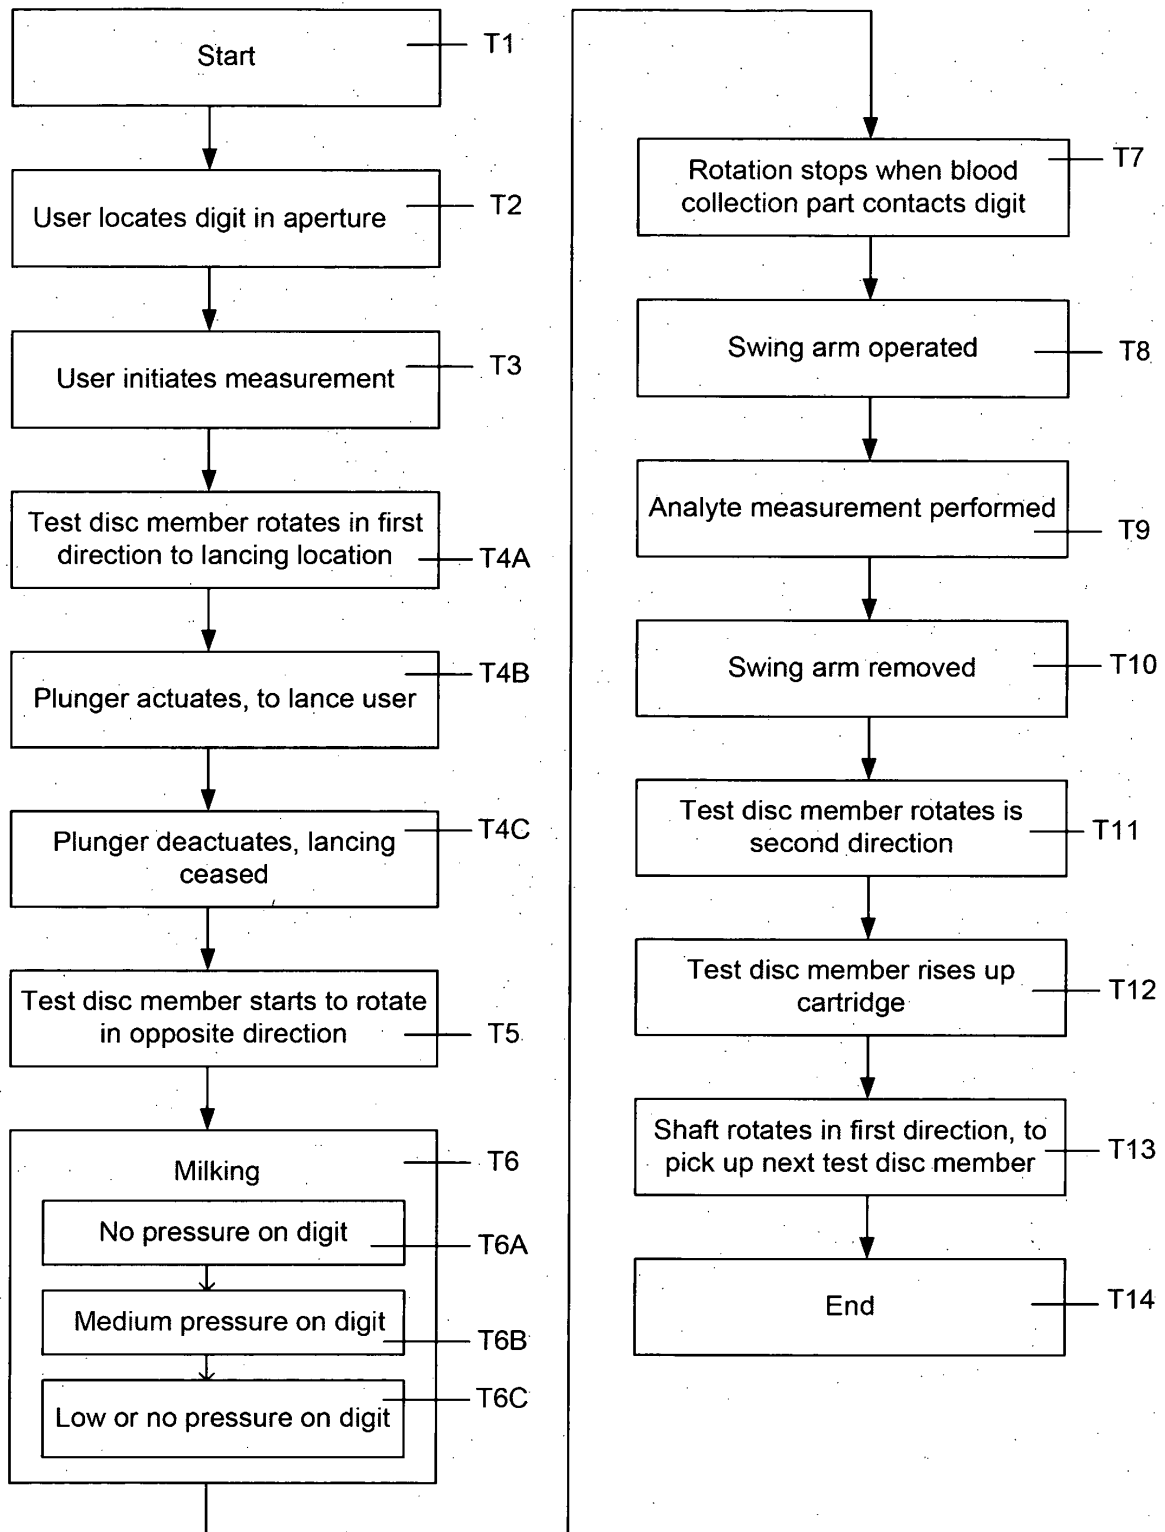 Start
T1
User locates digit in aperture
T2
User initiates measurement
T3
Test disc member rotates in first
direction to lancing location
T4A
Plunger actuates, to lance user
T4B
Plunger deactuates, lancing
ceased
T4C
Test disc member starts to rotate
in opposite direction
T5
Milking
T6
No pressure on digit
T6A
Medium pressure on digit
T6B
Low or no pressure on digit
T6C
Rotation stops when blood
collection part contacts digit
T7
Swing arm operated
T8
Analyte measurement performed
T9
Swing arm removed
T10
Test disc member rotates is
second direction
T11
Test disc member rises up
cartridge
T12
Shaft rotates in first direction, to
pick up next test disc member
T13
End
T14